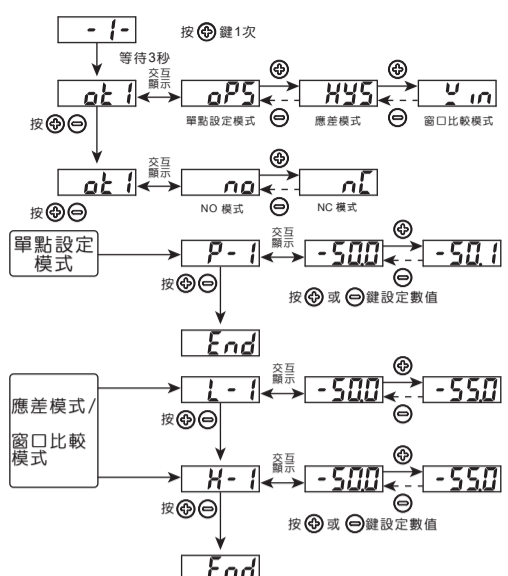 - 1 -
按⊕鍵1次
等待3秒
交互
顯示
ot 1
oPS
HYS
Win
按⊕⊖
單點設定模式
應差模式
窗口比較模式
交互
顯示
ot 1
no
nC
按⊕⊖
NO 模式
NC 模式
單點設定
模式
交互
顯示
P-1
-50.0
-50.1
按⊕⊖
按⊕或⊖鍵設定數值
End
應差模式/
窗口比較
模式
交互
顯示
L-1
-50.0
-55.0
按⊕⊖
交互
顯示
H-1
-50.0
-55.0
按⊕⊖
按⊕或⊖鍵設定數值
End